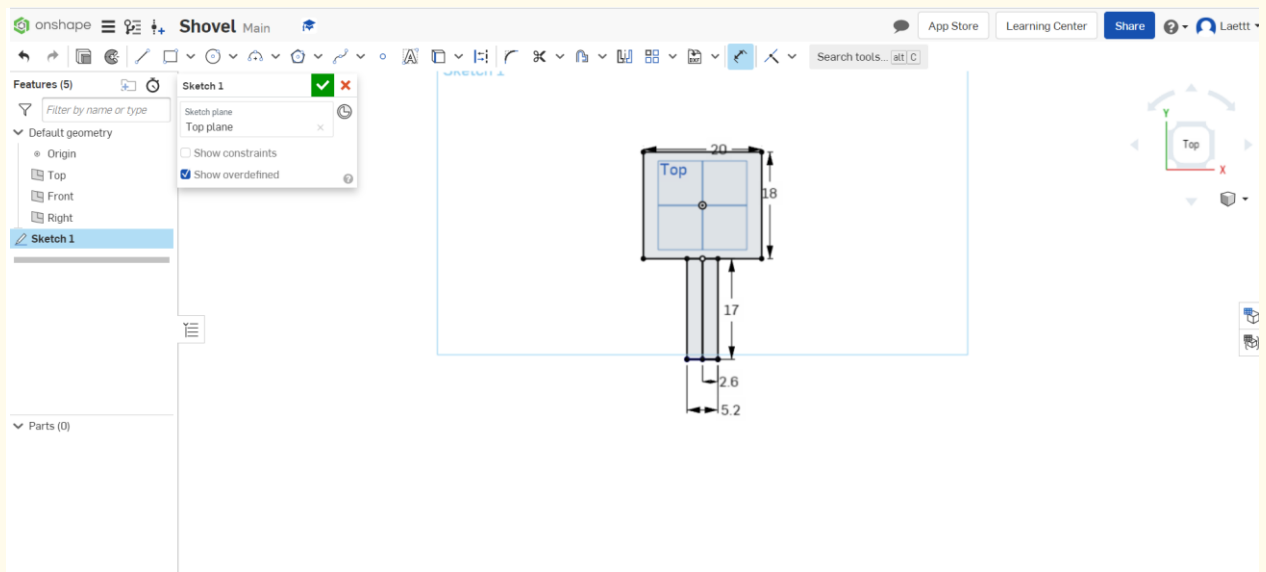 onshape Shovel Main App Store Learning Center Share Laettt
Search tools... alt C
Features (5)
Filter by name or type
Default geometry
Origin
Top
Front
Right
Sketch 1
Parts (0)
Sketch 1
Sketch plane
Top plane
Show constraints
Show overdefined
Sketch 1
20
Top
18
17
2.6
5.2
Y
Top
X